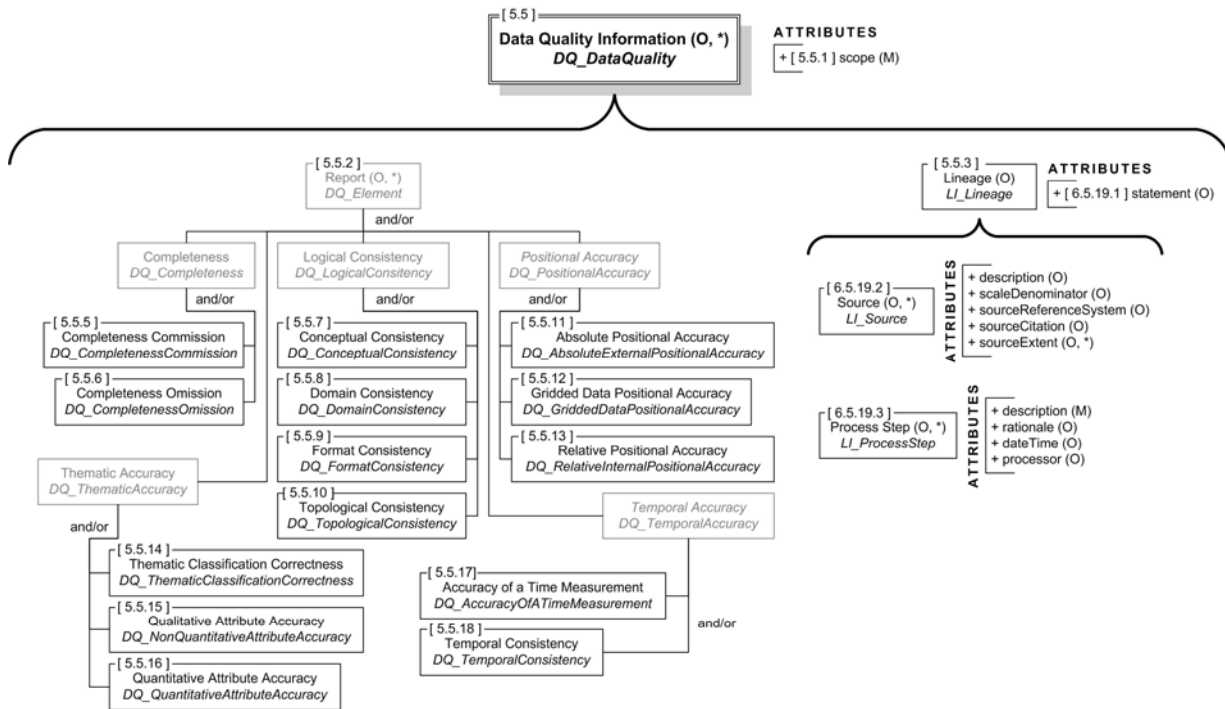 [ 5.5 ]
Data Quality Information (O, *)
DQ_DataQuality
ATTRIBUTES
+ [ 5.5.1 ] scope (M)
[ 5.5.2 ]
Report (O, *)
DQ_Element
and/or
Completeness
DQ_Completeness
and/or
Logical Consistency
DQ_LogicalConsitency
and/or
Positional Accuracy
DQ_PositionalAccuracy
and/or
[ 5.5.5 ]
Completeness Commission
DQ_CompletenessCommission
[ 5.5.6 ]
Completeness Omission
DQ_CompletenessOmission
[ 5.5.7 ]
Conceptual Consistency
DQ_ConceptualConsistency
[ 5.5.8 ]
Domain Consistency
DQ_DomainConsistency
[ 5.5.9 ]
Format Consistency
DQ_FormatConsistency
[ 5.5.10 ]
Topological Consistency
DQ_TopologicalConsistency
[ 5.5.11 ]
Absolute Positional Accuracy
DQ_AbsoluteExternalPositionalAccuracy
[ 5.5.12 ]
Gridded Data Positional Accuracy
DQ_GriddedDataPositionalAccuracy
[ 5.5.13 ]
Relative Positional Accuracy
DQ_RelativeInternalPositionalAccuracy
Thematic Accuracy
DQ_ThematicAccuracy
and/or
[ 5.5.14 ]
Thematic Classification Correctness
DQ_ThematicClassificationCorrectness
[ 5.5.15 ]
Qualitative Attribute Accuracy
DQ_NonQuantitativeAttributeAccuracy
[ 5.5.16 ]
Quantitative Attribute Accuracy
DQ_QuantitativeAttributeAccuracy
Temporal Accuracy
DQ_TemporalAccuracy
[ 5.5.17]
Accuracy of a Time Measurement
DQ_AccuracyOfATimeMeasurement
and/or
[ 5.5.18 ]
Temporal Consistency
DQ_TemporalConsistency
[ 5.5.3 ]
Lineage (O)
LI_Lineage
ATTRIBUTES
+ [ 6.5.19.1 ] statement (O)
[ 6.5.19.2 ]
Source (O, *)
LI_Source
ATTRIBUTES
+ description (O)
+ scaleDenominator (O)
+ sourceReferenceSystem (O)
+ sourceCitation (O)
+ sourceExtent (O, *)
[ 6.5.19.3 ]
Process Step (O, *)
LI_ProcessStep
ATTRIBUTES
+ description (M)
+ rationale (O)
+ dateTime (O)
+ processor (O)